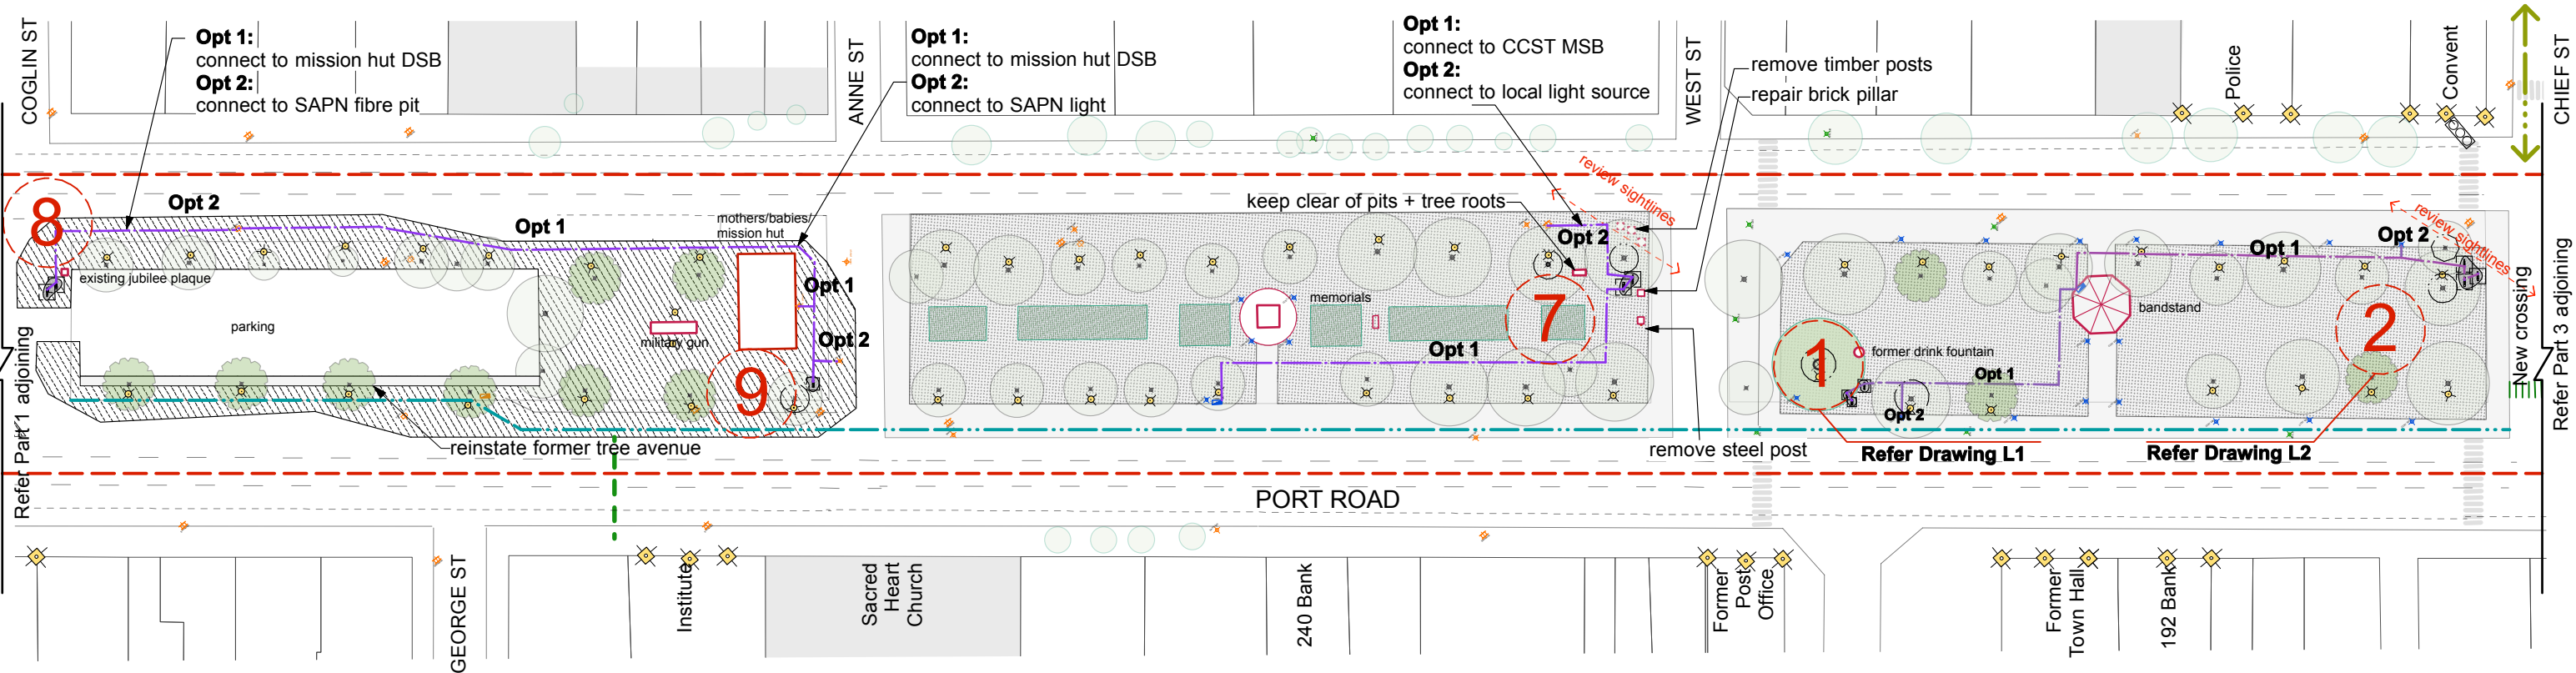 COGLIN ST
Opt 1:
connect to mission hut DSB
Opt 2:
connect to SAPN fibre pit
ANNE ST
Opt 1:
connect to mission hut DSB
Opt 2:
connect to SAPN light
Opt 1:
connect to CCST MSB
Opt 2:
connect to local light source
WEST ST
remove timber posts
repair brick pillar
Police
Convent
CHIEF ST
8
Opt 2
Opt 1
mothers/babies/
mission hut
existing jubilee plaque
parking
military gun
Opt 1
Opt 2
9
reinstate former tree avenue
Refer Part 1 adjoining
keep clear of pits + tree roots
review sightlines
Opt 2
memorials
7
Opt 1
remove steel post
1
former drink fountain
Opt 1
Opt 2
bandstand
Opt 1
Opt 2
review sightlines
2
Refer Drawing L1
Refer Drawing L2
New crossing
Refer Part 3 adjoining
PORT ROAD
GEORGE ST
Institute
Sacred
Heart
Church
240 Bank
Former
Post
Office
Former
Town Hall
192 Bank